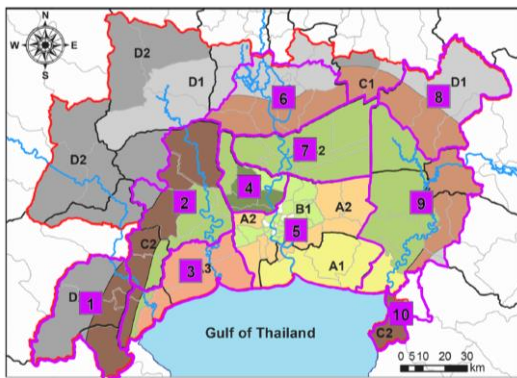 N
W
E
S
D2
D1
C1
D1
6
8
D2
7
2
4
2
9
A2
B1
A2
5
C2
3
.3
A1
D
1
10
Gulf of Thailand
C2
0 5 10 20 30
km